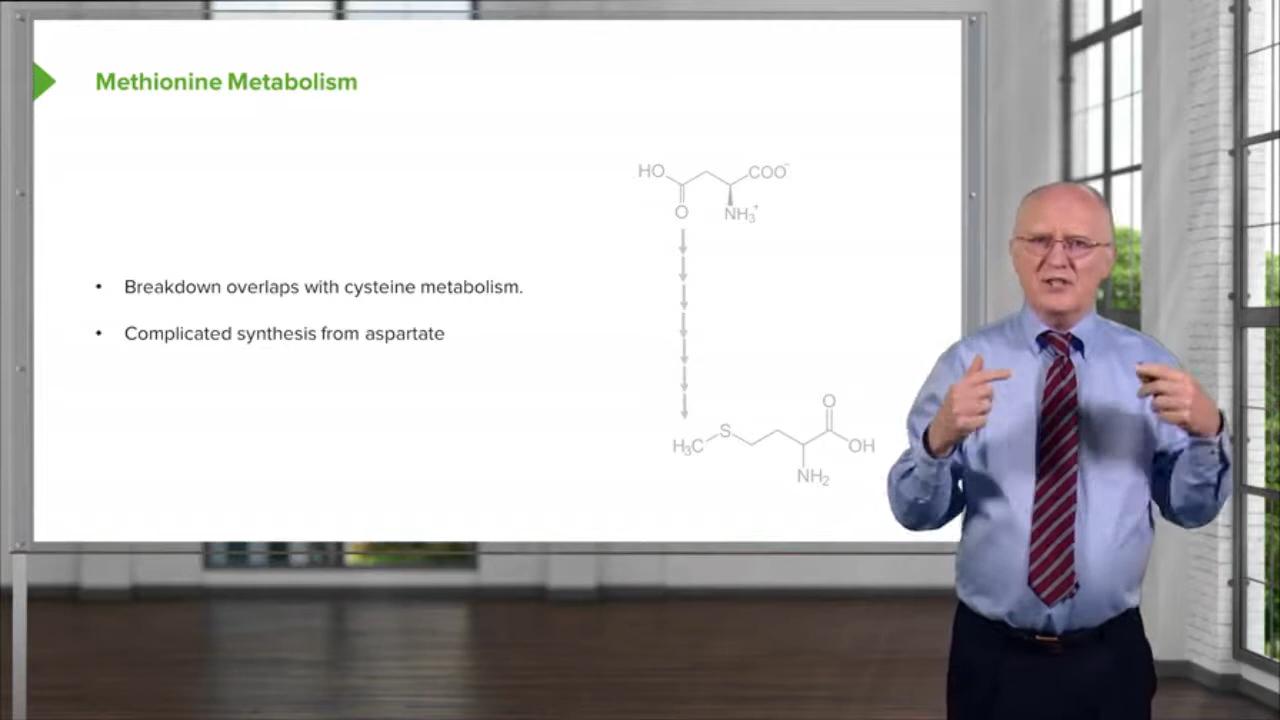 Methionine Metabolism
HO
COO⁻
O
NH₃⁺
• Breakdown overlaps with cysteine metabolism.
• Complicated synthesis from aspartate
O
S
H₃C
OH
NH₂